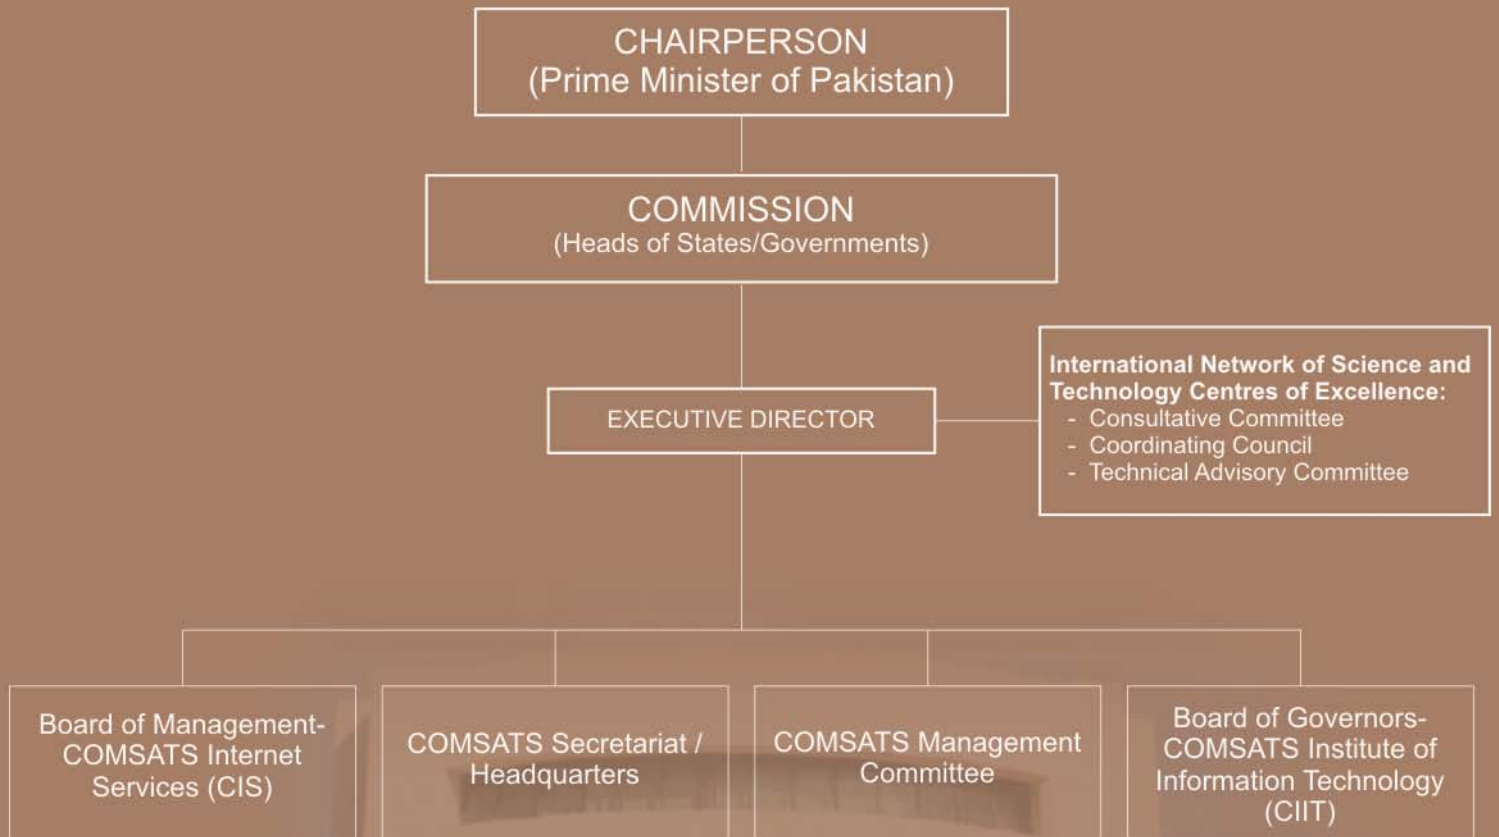 CHAIRPERSON
(Prime Minister of Pakistan)
COMMISSION
(Heads of States/Governments)
EXECUTIVE DIRECTOR
International Network of Science and
Technology Centres of Excellence:
- Consultative Committee
- Coordinating Council
- Technical Advisory Committee
Board of Management-
COMSATS Internet
Services (CIS)
COMSATS Secretariat /
Headquarters
COMSATS Management
Committee
Board of Governors-
COMSATS Institute of
Information Technology
(CIIT)